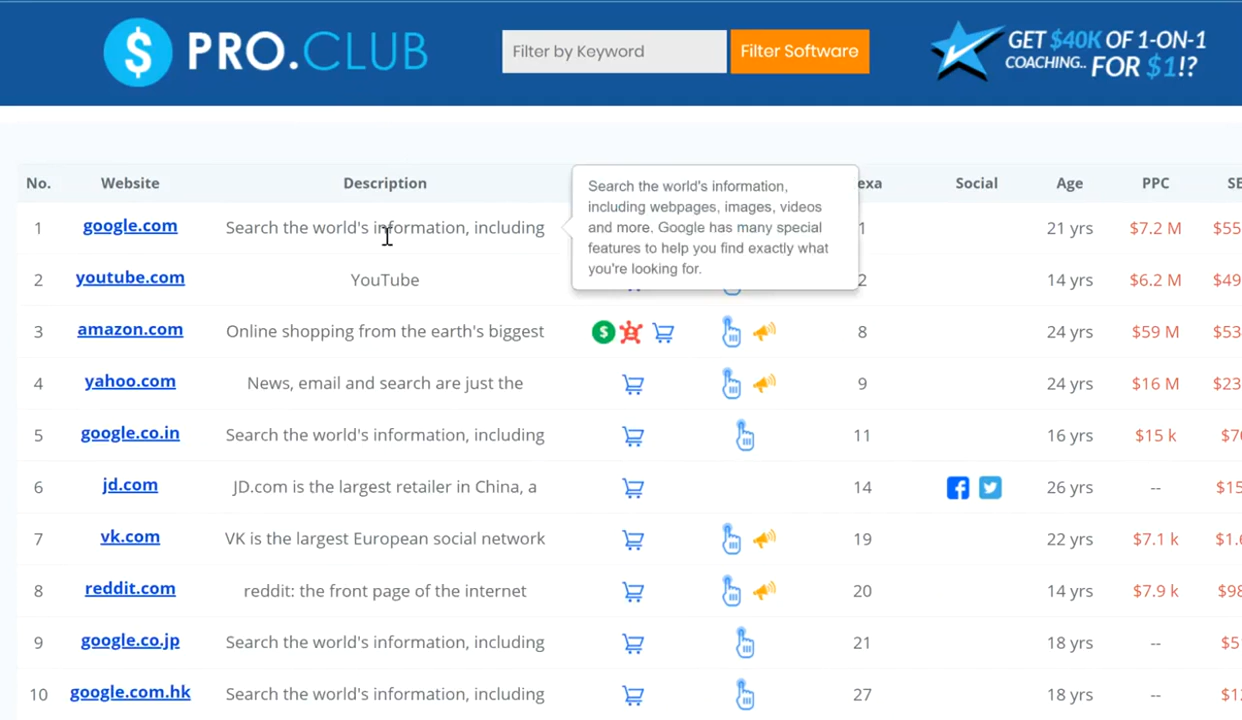 $ PRO.CLUB
Filter by Keyword
Filter Software
GET $40K OF 1-ON-1
COACHING.. FOR $1!?
No. Website Description exa Social Age PPC SE
Search the world's information,
including webpages, images, videos
and more. Google has many special
features to help you find exactly what
you're looking for.
1 google.com Search the world's information, including 1 21 yrs $7.2 M $55
2 youtube.com YouTube 2 14 yrs $6.2 M $49
3 amazon.com Online shopping from the earth's biggest $ 8 24 yrs $59 M $53
4 yahoo.com News, email and search are just the 9 24 yrs $16 M $23
5 google.co.in Search the world's information, including 11 16 yrs $15 k
6 jd.com JD.com is the largest retailer in China, a 14 26 yrs -- $15
7 vk.com VK is the largest European social network 19 22 yrs $7.1 k $1.
8 reddit.com reddit: the front page of the internet 20 14 yrs $7.9 k $98
9 google.co.jp Search the world's information, including 21 18 yrs -- $5
10 google.com.hk Search the world's information, including 27 18 yrs --